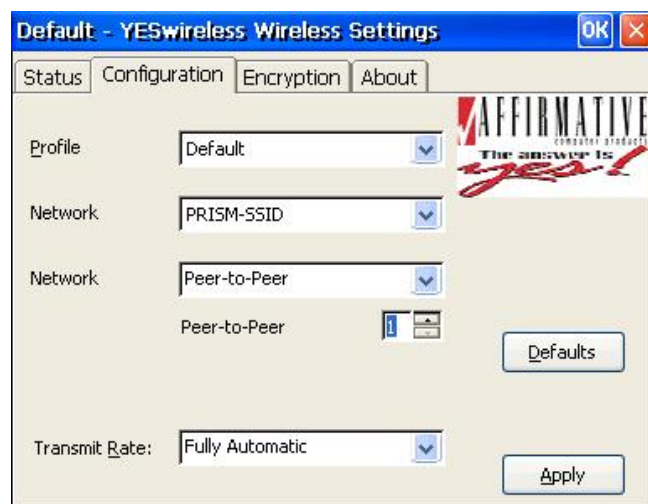 Default - YESwireless Wireless Settings OK
Status Configuration Encryption About
AFFIRMATIVE
computer products
The answer is
yes!
Profile Default
Network PRISM-SSID
Network Peer-to-Peer
Peer-to-Peer 1
Defaults
Transmit Rate: Fully Automatic
Apply